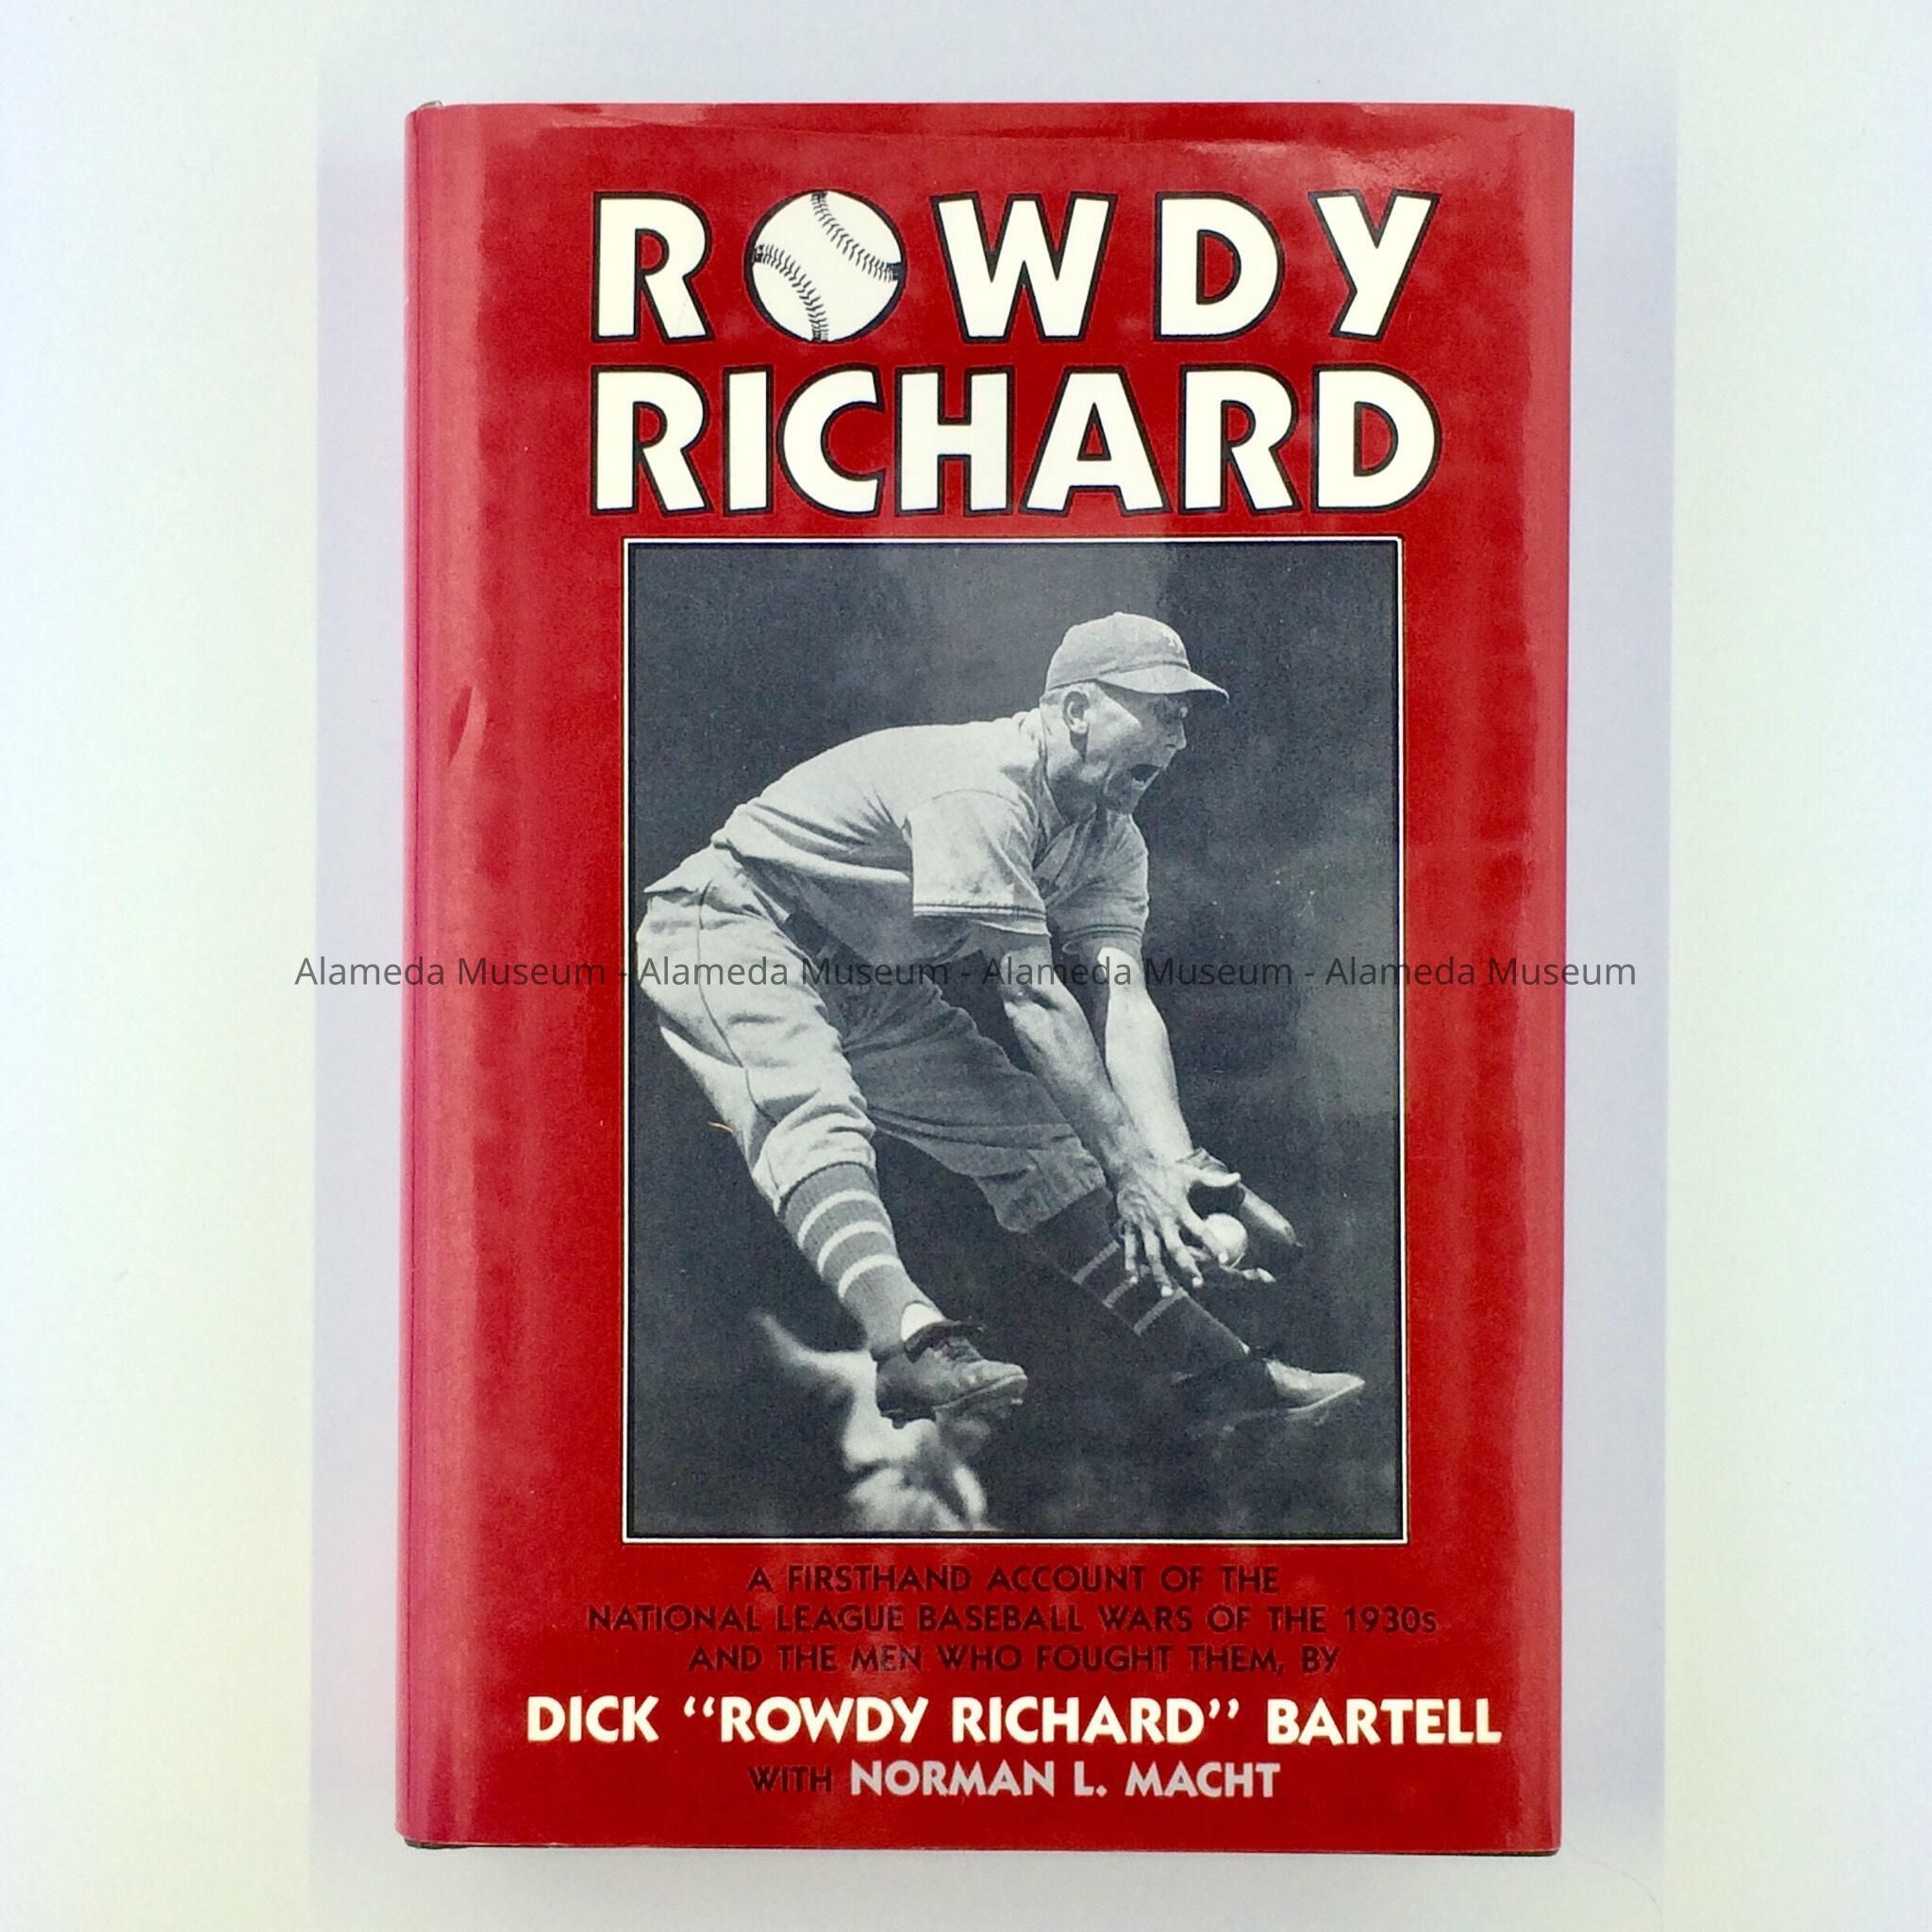 ROWDY
RICHARD
Alameda Museum - Alameda Museum - Alameda Museum - Alameda Museum
A FIRSTHAND ACCOUNT OF THE
NATIONAL LEAGUE BASEBALL WARS OF THE 1930s
AND THE MEN WHO FOUGHT THEM, BY
DICK “ROWDY RICHARD” BARTELL
WITH NORMAN L. MACHT